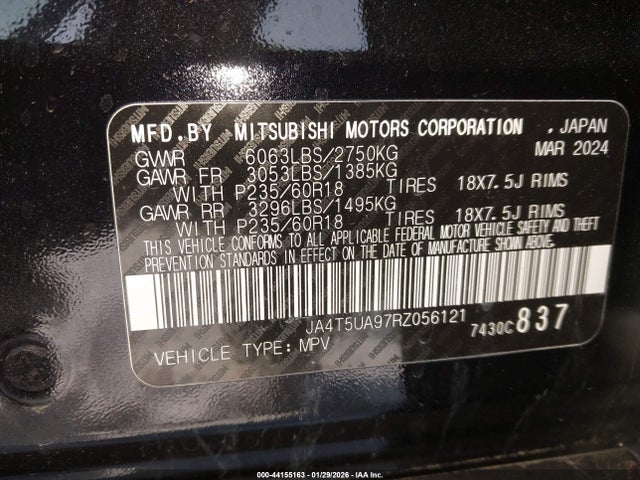 MFD.BY MITSUBISHI MOTORS CORPORATION . JAPAN
GVWR 6063LBS/2750KG MAR 2024
GAWR FR 3053LBS/1385KG
WITH P235/60R18 TIRES 18X7.5J RIMS
GAWR RR 3296LBS/1495KG
WITH P235/60R18 TIRES 18X7.5J RIMS
THIS VEHICLE CONFORMS TO ALL APPLICABLE FEDERAL MOTOR VEHICLE SAFETY AND THEFT
PREVENTION STANDARDS IN EFFECT ON THE DATE OF MANUFACTURE SHOWN ABOVE.
JA4T5UA97RZ056121 7430C837
VEHICLE TYPE: MPV
000-44155163 - 01/29/2026 - IAA Inc.